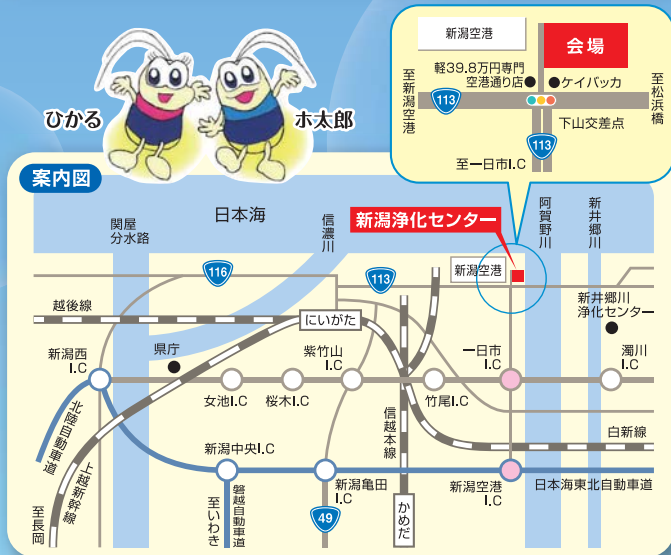 新潟空港
会場
軽39.8万円専門
空港通り店
ケイバッカ
至新潟空港
113
至松浜橋
下山交差点
113
至一日市I.C
ひかる
ホ太郎
案内図
日本海
関屋
分水路
信濃川
新潟浄化センター
阿賀野川
新井郷川
116
113
新潟空港
越後線
にいがた
新井郷川
浄化センター
新潟西
I.C
県庁
紫竹山
I.C
一日市
I.C
濁川
I.C
女池I.C
桜木I.C
竹尾I.C
北陸自動車道
上越新幹線
信越本線
白新線
新潟中央I.C
至長岡
至いわき
磐越自動車道
新潟亀田
I.C
49
かめだ
新潟空港
I.C
日本海東北自動車道